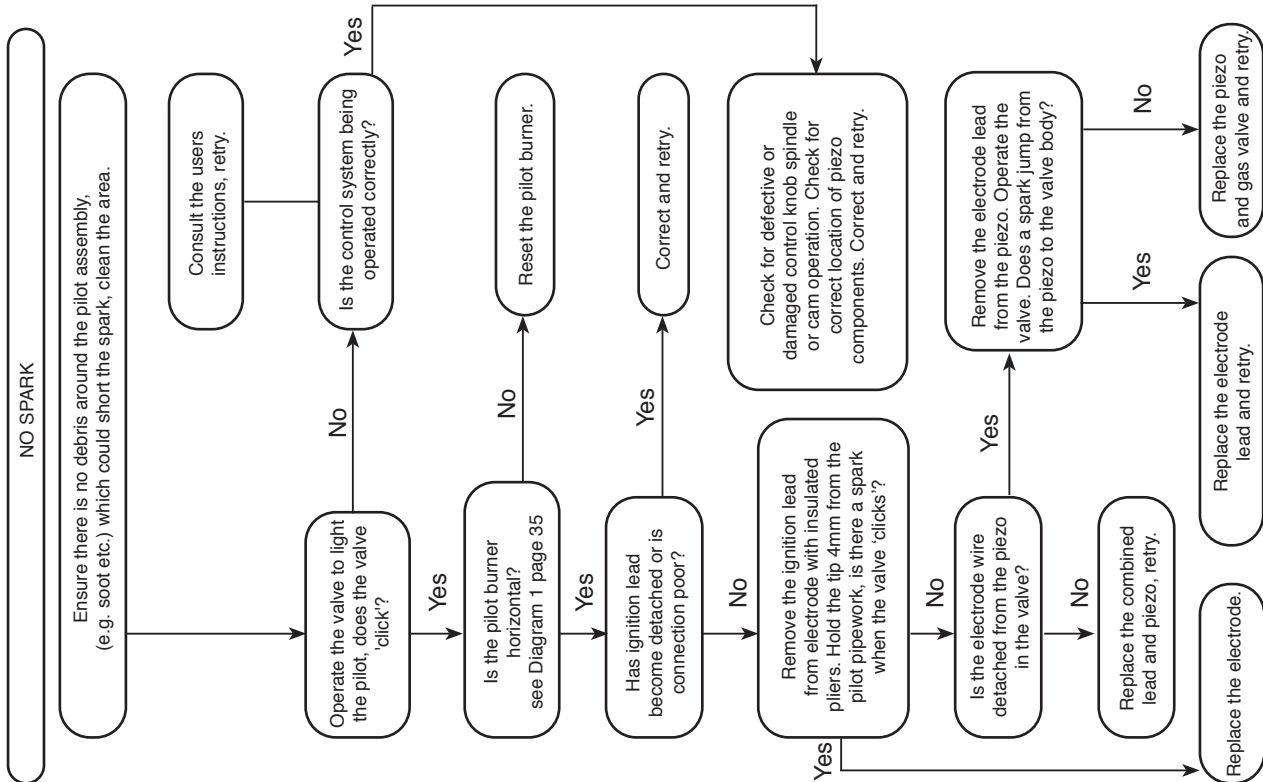 NO SPARK
Ensure there is no debris around the pilot assembly,
(e.g. soot etc.) which could short the spark, clean the area.
Consult the users
instructions, retry.
Operate the valve to light
the pilot, does the valve
'click'?
No
Is the control system being
operated correctly?
Yes
Yes
Is the pilot burner
horizontal?
see Diagram 1 page 35
No
Reset the pilot burner.
Yes
Has ignition lead
become detached or is
connection poor?
Yes
Correct and retry.
No
Remove the ignition lead
from electrode with insulated
pliers. Hold the tip 4mm from the
pilot pipework, is there a spark
when the valve ‘clicks’?
Check for defective or
damaged control knob spindle
or cam operation. Check for
correct location of piezo
components. Correct and retry.
Yes
No
Is the electrode wire
detached from the piezo
in the valve?
Yes
Remove the electrode lead
from the piezo. Operate the
valve. Does a spark jump from
the piezo to the valve body?
No
Yes
No
Replace the combined
lead and piezo, retry.
Replace the electrode.
Replace the electrode
lead and retry.
Replace the piezo
and gas valve and retry.